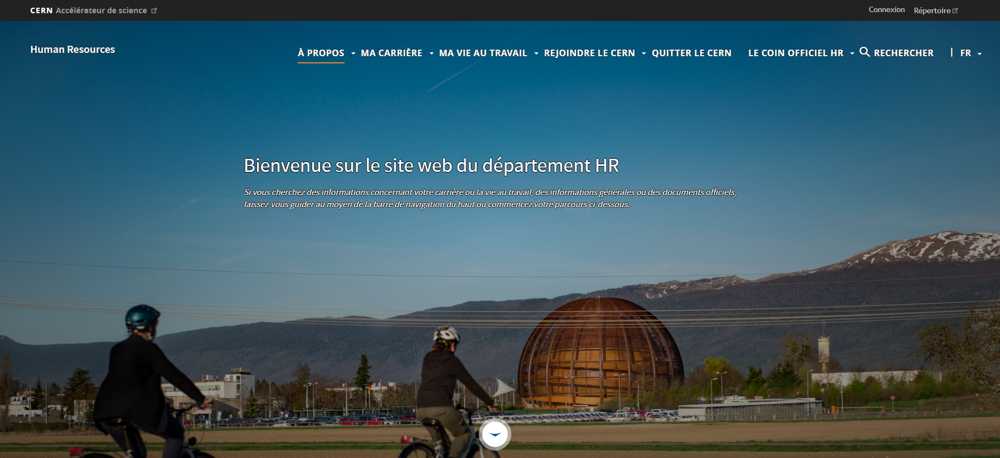 CERN Accélérateur de science
Connexion
Répertoire
Human Resources
À PROPOS
MA CARRIÈRE
MA VIE AU TRAVAIL
REJOINDRE LE CERN
QUITTER LE CERN
LE COIN OFFICIEL HR
RECHERCHER
| FR
Bienvenue sur le site web du département HR
Si vous cherchez des informations concernant votre carrière ou la vie au travail, des informations générales ou des documents officiels,
laissez-vous guider au moyen de la barre de navigation du haut ou commencez votre parcours ci-dessous.